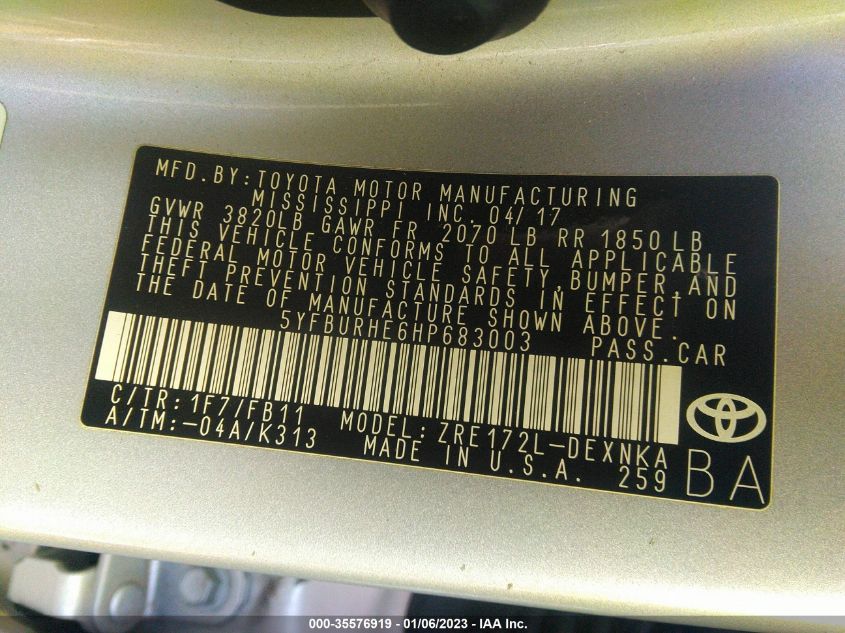 MFD.BY:TOYOTA MOTOR MANUFACTURING
MISSISSIPPI INC. 04/17
GVWR 3820LB GAWR FR 2070 LB RR 1850 LB
THIS VEHICLE CONFORMS TO ALL APPLICABLE
FEDERAL MOTOR VEHICLE SAFETY,BUMPER,AND
THEFT PREVENTION STANDARDS IN EFFECT ON
THE DATE OF MANUFACTURE SHOWN ABOVE.
5YFBURHE6HP683003 PASS.CAR
C/TR:1F7/FB11 MODEL:ZRE172L-DEXNKA
A/TM:-04A/K313 MADE IN U.S.A. 259
BA
000-35576919 - 01/06/2023 - IAA Inc.